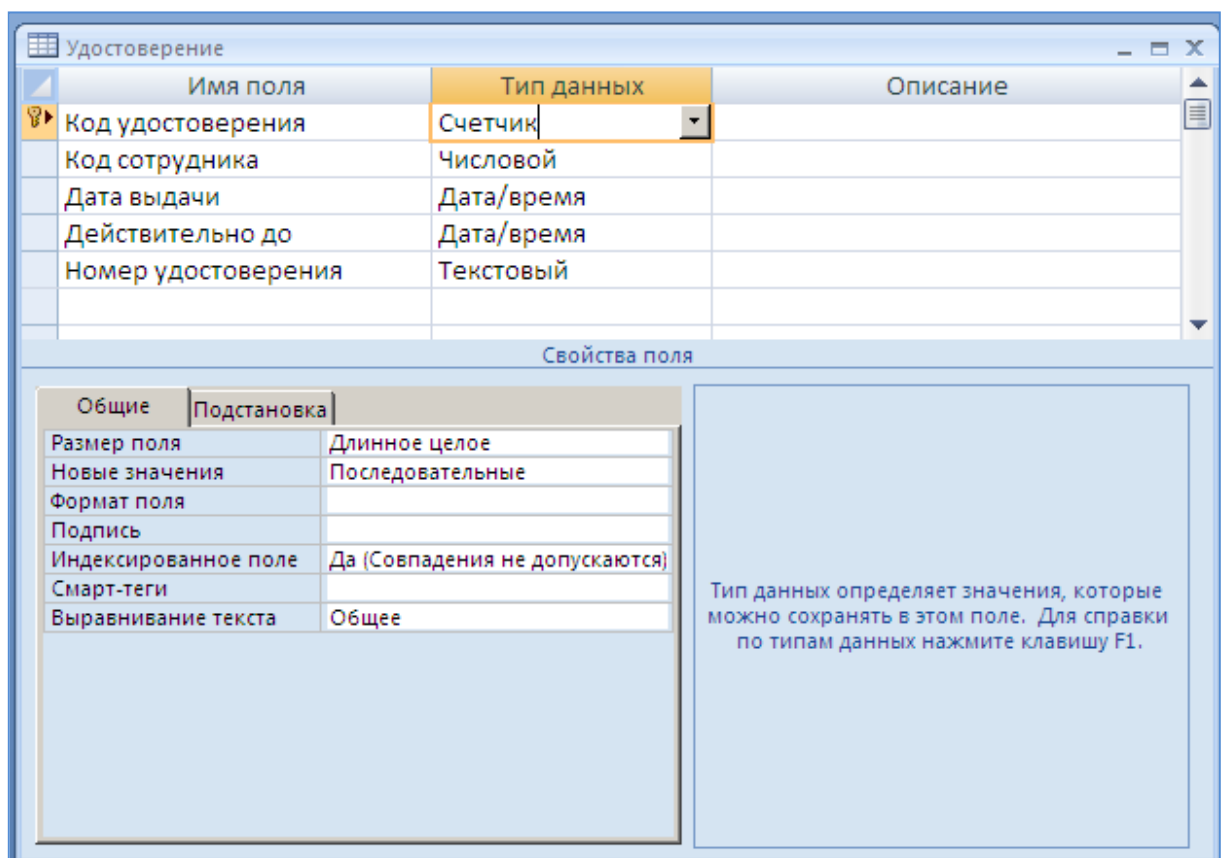 Удостоверение
Имя поля Тип данных Описание
Код удостоверения Счетчик
Код сотрудника Числовой
Дата выдачи Дата/время
Действительно до Дата/время
Номер удостоверения Текстовый
Свойства поля
Общие Подстановка
Размер поля Длинное целое
Новые значения Последовательные
Формат поля
Подпись
Индексированное поле Да (Совпадения не допускаются)
Смарт-теги
Выравнивание текста Общее
Тип данных определяет значения, которые
можно сохранять в этом поле. Для справки
по типам данных нажмите клавишу F1.